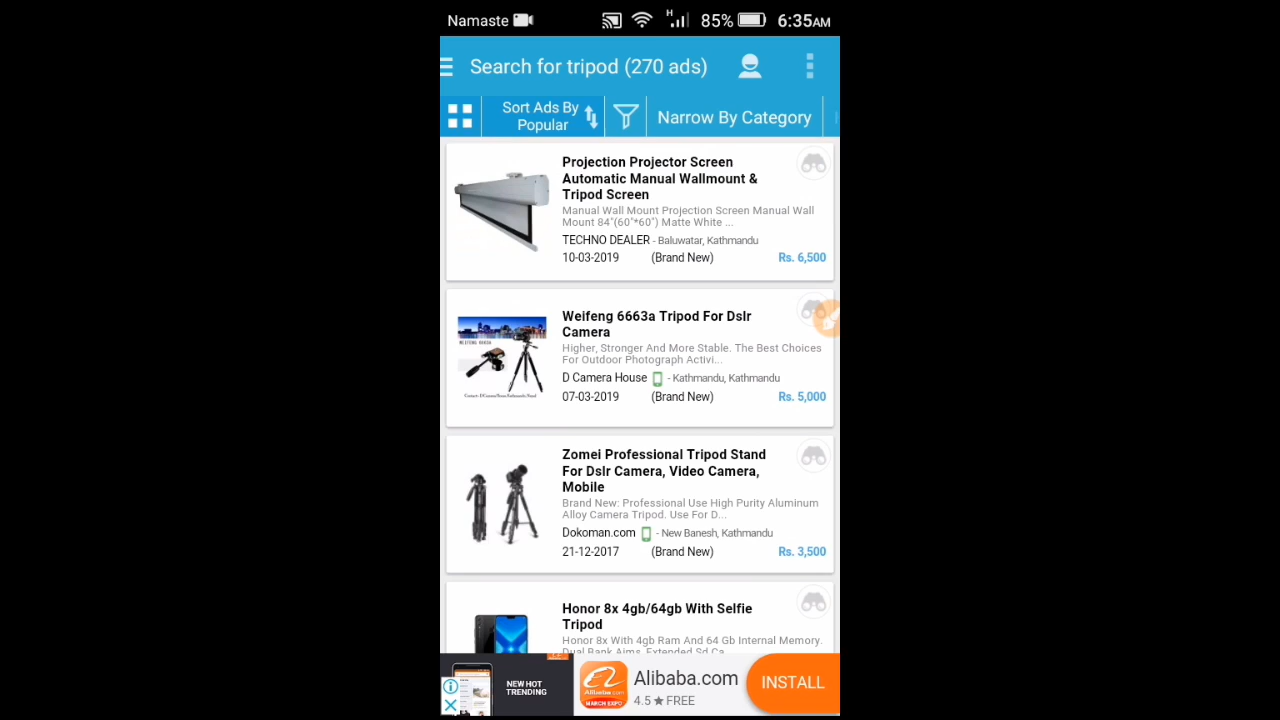 Namaste H 85% 6:35AM
Search for tripod (270 ads)
Sort Ads By
Popular
Narrow By Category
Projection Projector Screen
Automatic Manual Wallmount &
Tripod Screen
Manual Wall Mount Projection Screen Manual Wall
Mount 84"(60"*60") Matte White ...
TECHNO DEALER - Baluwatar, Kathmandu
10-03-2019 (Brand New) Rs. 6,500
Weifeng 6663a Tripod For Dslr
Camera
Higher, Stronger And More Stable. The Best Choices
For Outdoor Photograph Activi...
D Camera House - Kathmandu, Kathmandu
07-03-2019 (Brand New) Rs. 5,000
Zomei Professional Tripod Stand
For Dslr Camera, Video Camera,
Mobile
Brand New: Professional Use High Purity Aluminum
Alloy Camera Tripod. Use For D...
Dokoman.com - New Banesh, Kathmandu
21-12-2017 (Brand New) Rs. 3,500
Honor 8x 4gb/64gb With Selfie
Tripod
Honor 8x With 4gb Ram And 64 Gb Internal Memory.
NEW HOT
TRENDING
Alibaba.com
MARCH EXPO
Alibaba.com
4.5 ★ FREE
INSTALL